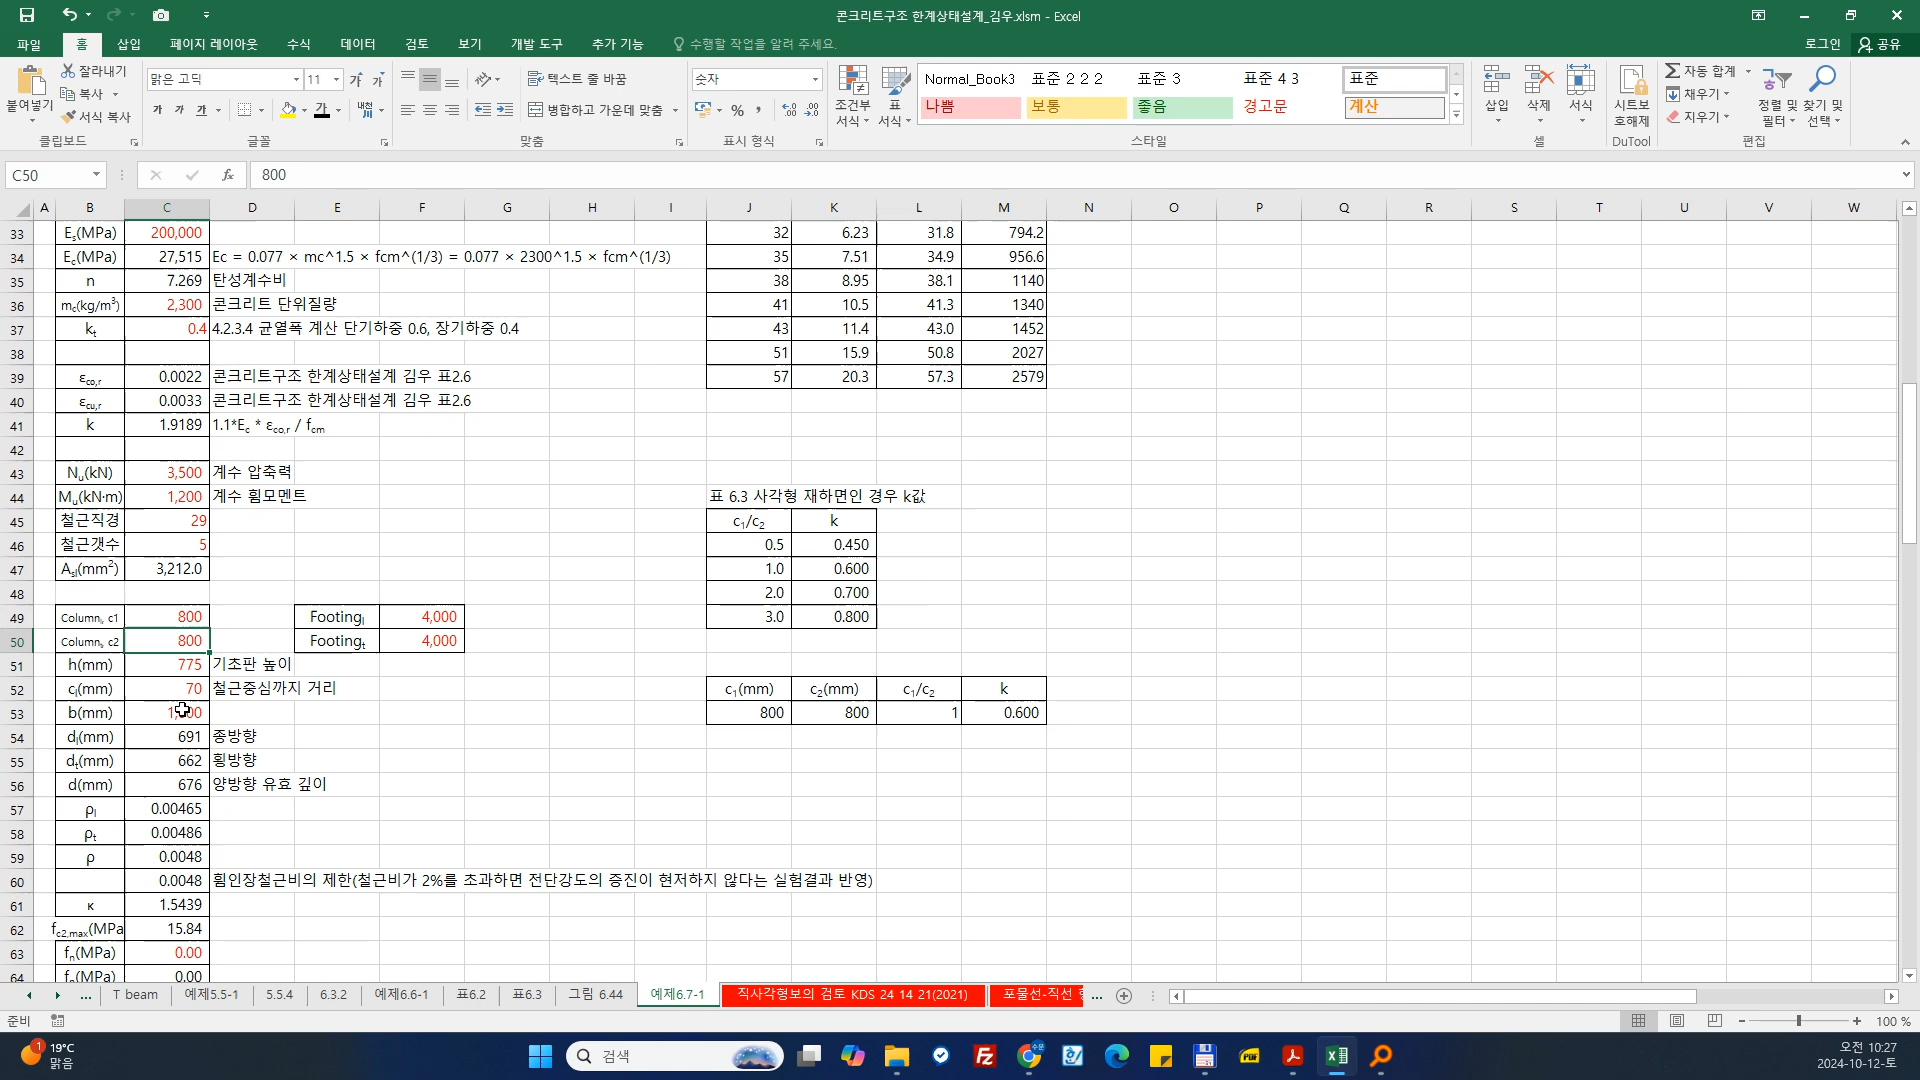 콘크리트구조 한계상태설계_김우.xlsm - Excel
파일 홈 삽입 페이지 레이아웃 수식 데이터 검토 보기 개발 도구 추가 기능 수행할 작업을 알려 주세요. 로그인 공유
붙여넣기 잘라내기 복사 서식 복사 클립보드
맑은 고딕 11 가 가 가 가 가 가 내천 글꼴
텍스트 줄 바꿈 병합하고 가운데 맞춤 맞춤
숫자 % 표시 형식
조건부 서식 표 서식 Normal_Book3 표준 2 2 2 표준 3 표준 4 3 표준
나쁨 보통 좋음 경고문 계산 스타일
삽입 삭제 서식 셀
시트보호해제 DuTool
자동 합계 채우기 지우기 정렬 및 필터 찾기 및 선택 편집
C50 fx 800
A B C D E F G H I J K L M N O P Q R S T U V W
33 Es(MPa) 200,000 32 6.23 31.8 794.2
34 Ec(MPa) 27,515 Ec = 0.077 × mc^1.5 × fcm^(1/3) = 0.077 × 2300^1.5 × fcm^(1/3) 35 7.51 34.9 956.6
35 n 7.269 탄성계수비 38 8.95 38.1 1140
36 mc(kg/m³) 2,300 콘크리트 단위질량 41 10.5 41.3 1340
37 kt 0.4 4.2.3.4 균열폭 계산 단기하중 0.6, 장기하중 0.4 43 11.4 43.0 1452
38 51 15.9 50.8 2027
39 εco,r 0.0022 콘크리트구조 한계상태설계 김우 표2.6 57 20.3 57.3 2579
40 εcu,r 0.0033 콘크리트구조 한계상태설계 김우 표2.6
41 k 1.9189 1.1*Ec * εco,r / fcm
42
43 Nu(kN) 3,500 계수 압축력
44 Mu(kN·m) 1,200 계수 휨모멘트 표 6.3 사각형 재하면인 경우 k값
45 철근직경 29 c₁/c₂ k
46 철근갯수 5 0.5 0.450
47 Asl(mm²) 3,212.0 1.0 0.600
48 2.0 0.700
49 Column, c1 800 Footingl 4,000 3.0 0.800
50 Column, c2 800 Footingt 4,000
51 h(mm) 775 기초판 높이
52 cl(mm) 70 철근중심까지 거리 c₁(mm) c₂(mm) c₁/c₂ k
53 b(mm) 800 800 1 0.600
54 dl(mm) 691 종방향
55 dt(mm) 662 횡방향
56 d(mm) 676 양방향 유효 깊이
57 ρl 0.00465
58 ρt 0.00486
59 ρ 0.0048
60 0.0048 휨인장철근비의 제한(철근비가 2%를 초과하면 전단강도의 증진이 현저하지 않다는 실험결과 반영)
61 κ 1.5439
62 fc2,max(MPa 15.84
63 fn(MPa) 0.00
64 fn(MPa) 0.00
... T beam 예제5.5-1 5.5.4 6.3.2 예제6.6-1 표6.2 표6.3 그림 6.44 예제6.7-1 직사각형보의 검토 KDS 24 14 21(2021) 포물선-직선 ...
준비 100 %
1 19°C
맑음
검색
오전 10:27
2024-10-12-토